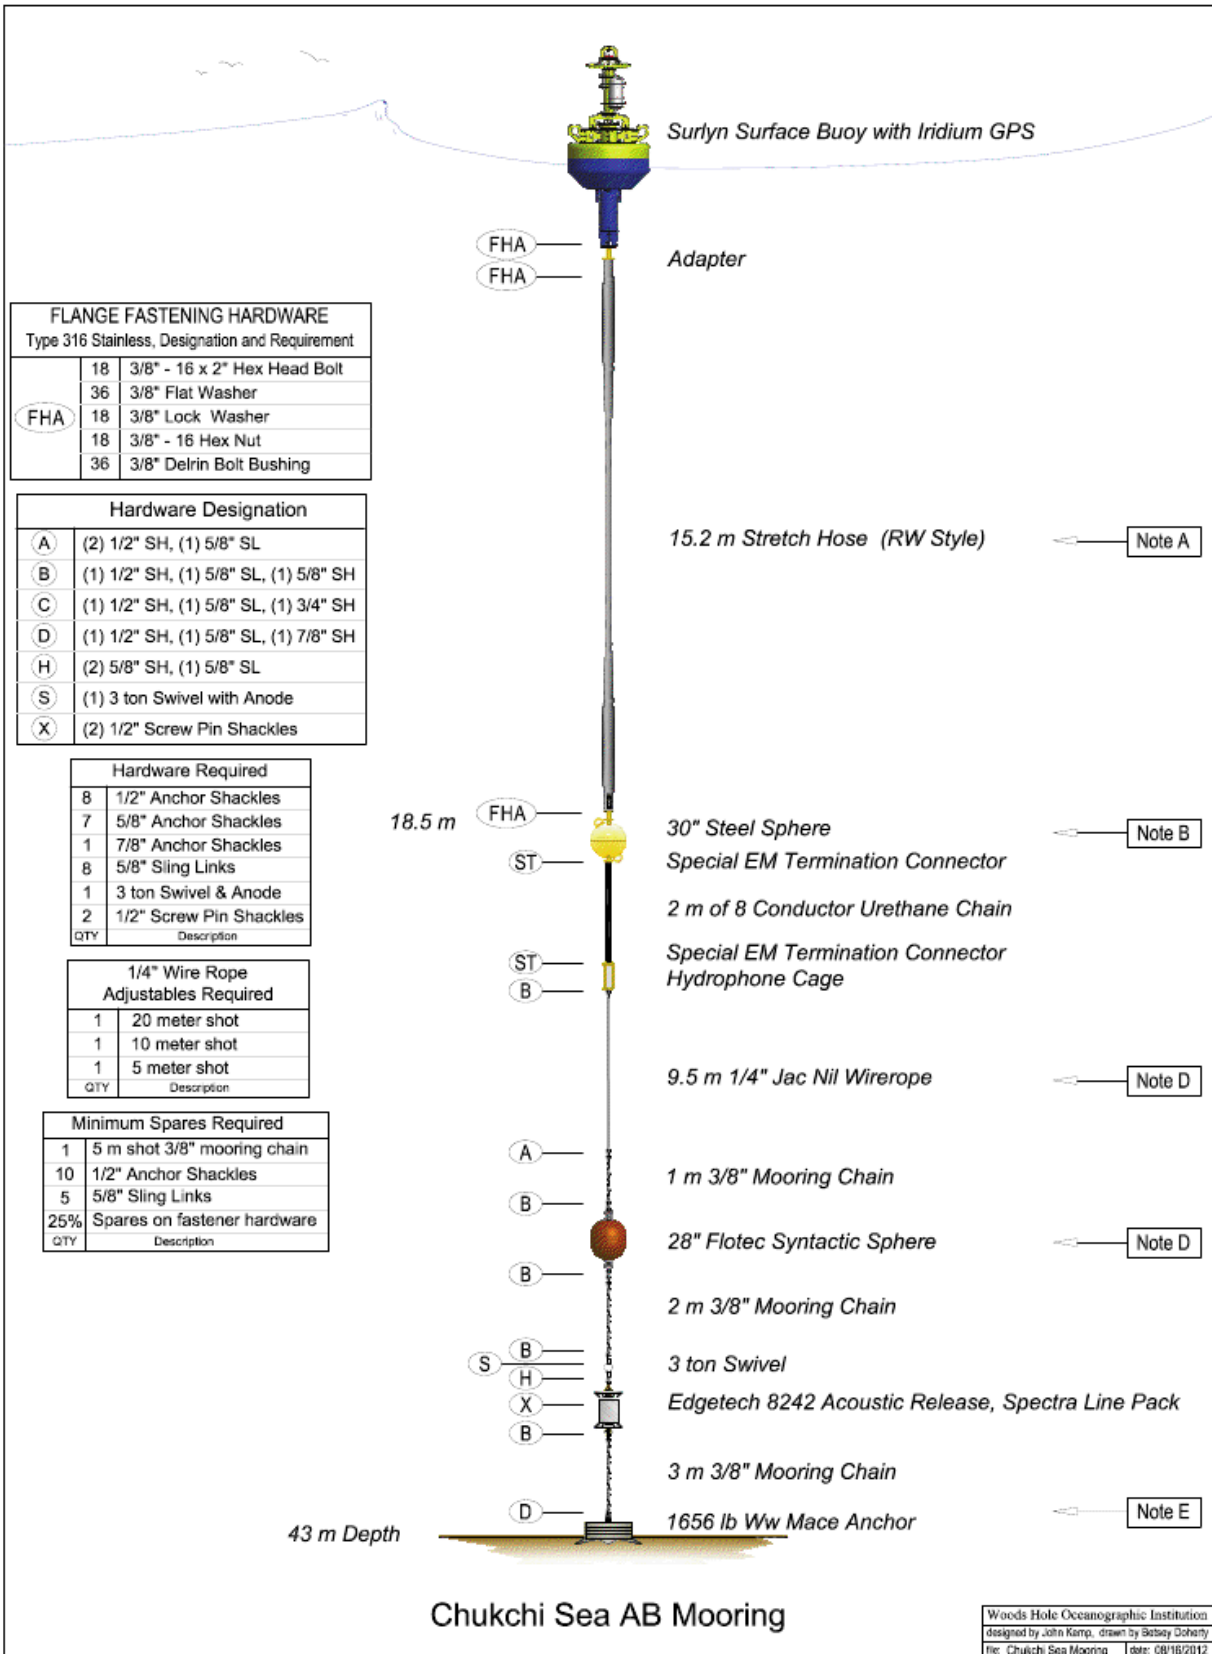 Surlyn Surface Buoy with Iridium GPS
FHA
Adapter
FHA
FLANGE FASTENING HARDWARE
Type 316 Stainless, Designation and Requirement
FHA
18 3/8" - 16 x 2" Hex Head Bolt
36 3/8" Flat Washer
18 3/8" Lock Washer
18 3/8" - 16 Hex Nut
36 3/8" Delrin Bolt Bushing
Hardware Designation
A (2) 1/2" SH, (1) 5/8" SL
B (1) 1/2" SH, (1) 5/8" SL, (1) 5/8" SH
C (1) 1/2" SH, (1) 5/8" SL, (1) 3/4" SH
D (1) 1/2" SH, (1) 5/8" SL, (1) 7/8" SH
H (2) 5/8" SH, (1) 5/8" SL
S (1) 3 ton Swivel with Anode
X (2) 1/2" Screw Pin Shackles
Hardware Required
8 1/2" Anchor Shackles
7 5/8" Anchor Shackles
1 7/8" Anchor Shackles
8 5/8" Sling Links
1 3 ton Swivel & Anode
2 1/2" Screw Pin Shackles
QTY Description
1/4" Wire Rope
Adjustables Required
1 20 meter shot
1 10 meter shot
1 5 meter shot
QTY Description
Minimum Spares Required
1 5 m shot 3/8" mooring chain
10 1/2" Anchor Shackles
5 5/8" Sling Links
25% Spares on fastener hardware
QTY Description
15.2 m Stretch Hose (RW Style) Note A
18.5 m FHA
30" Steel Sphere Note B
ST Special EM Termination Connector
2 m of 8 Conductor Urethane Chain
ST Special EM Termination Connector
Hydrophone Cage
B
9.5 m 1/4" Jac Nil Wirerope Note D
A
1 m 3/8" Mooring Chain
B
28" Flotec Syntactic Sphere Note D
B
2 m 3/8" Mooring Chain
B
S 3 ton Swivel
H
X Edgetech 8242 Acoustic Release, Spectra Line Pack
B
3 m 3/8" Mooring Chain
D 1656 lb Ww Mace Anchor Note E
43 m Depth
Chukchi Sea AB Mooring
Woods Hole Oceanographic Institution
designed by John Kemp, drawn by Betsey Doherty
file: Chukchi Sea Mooring date: 08/16/2012